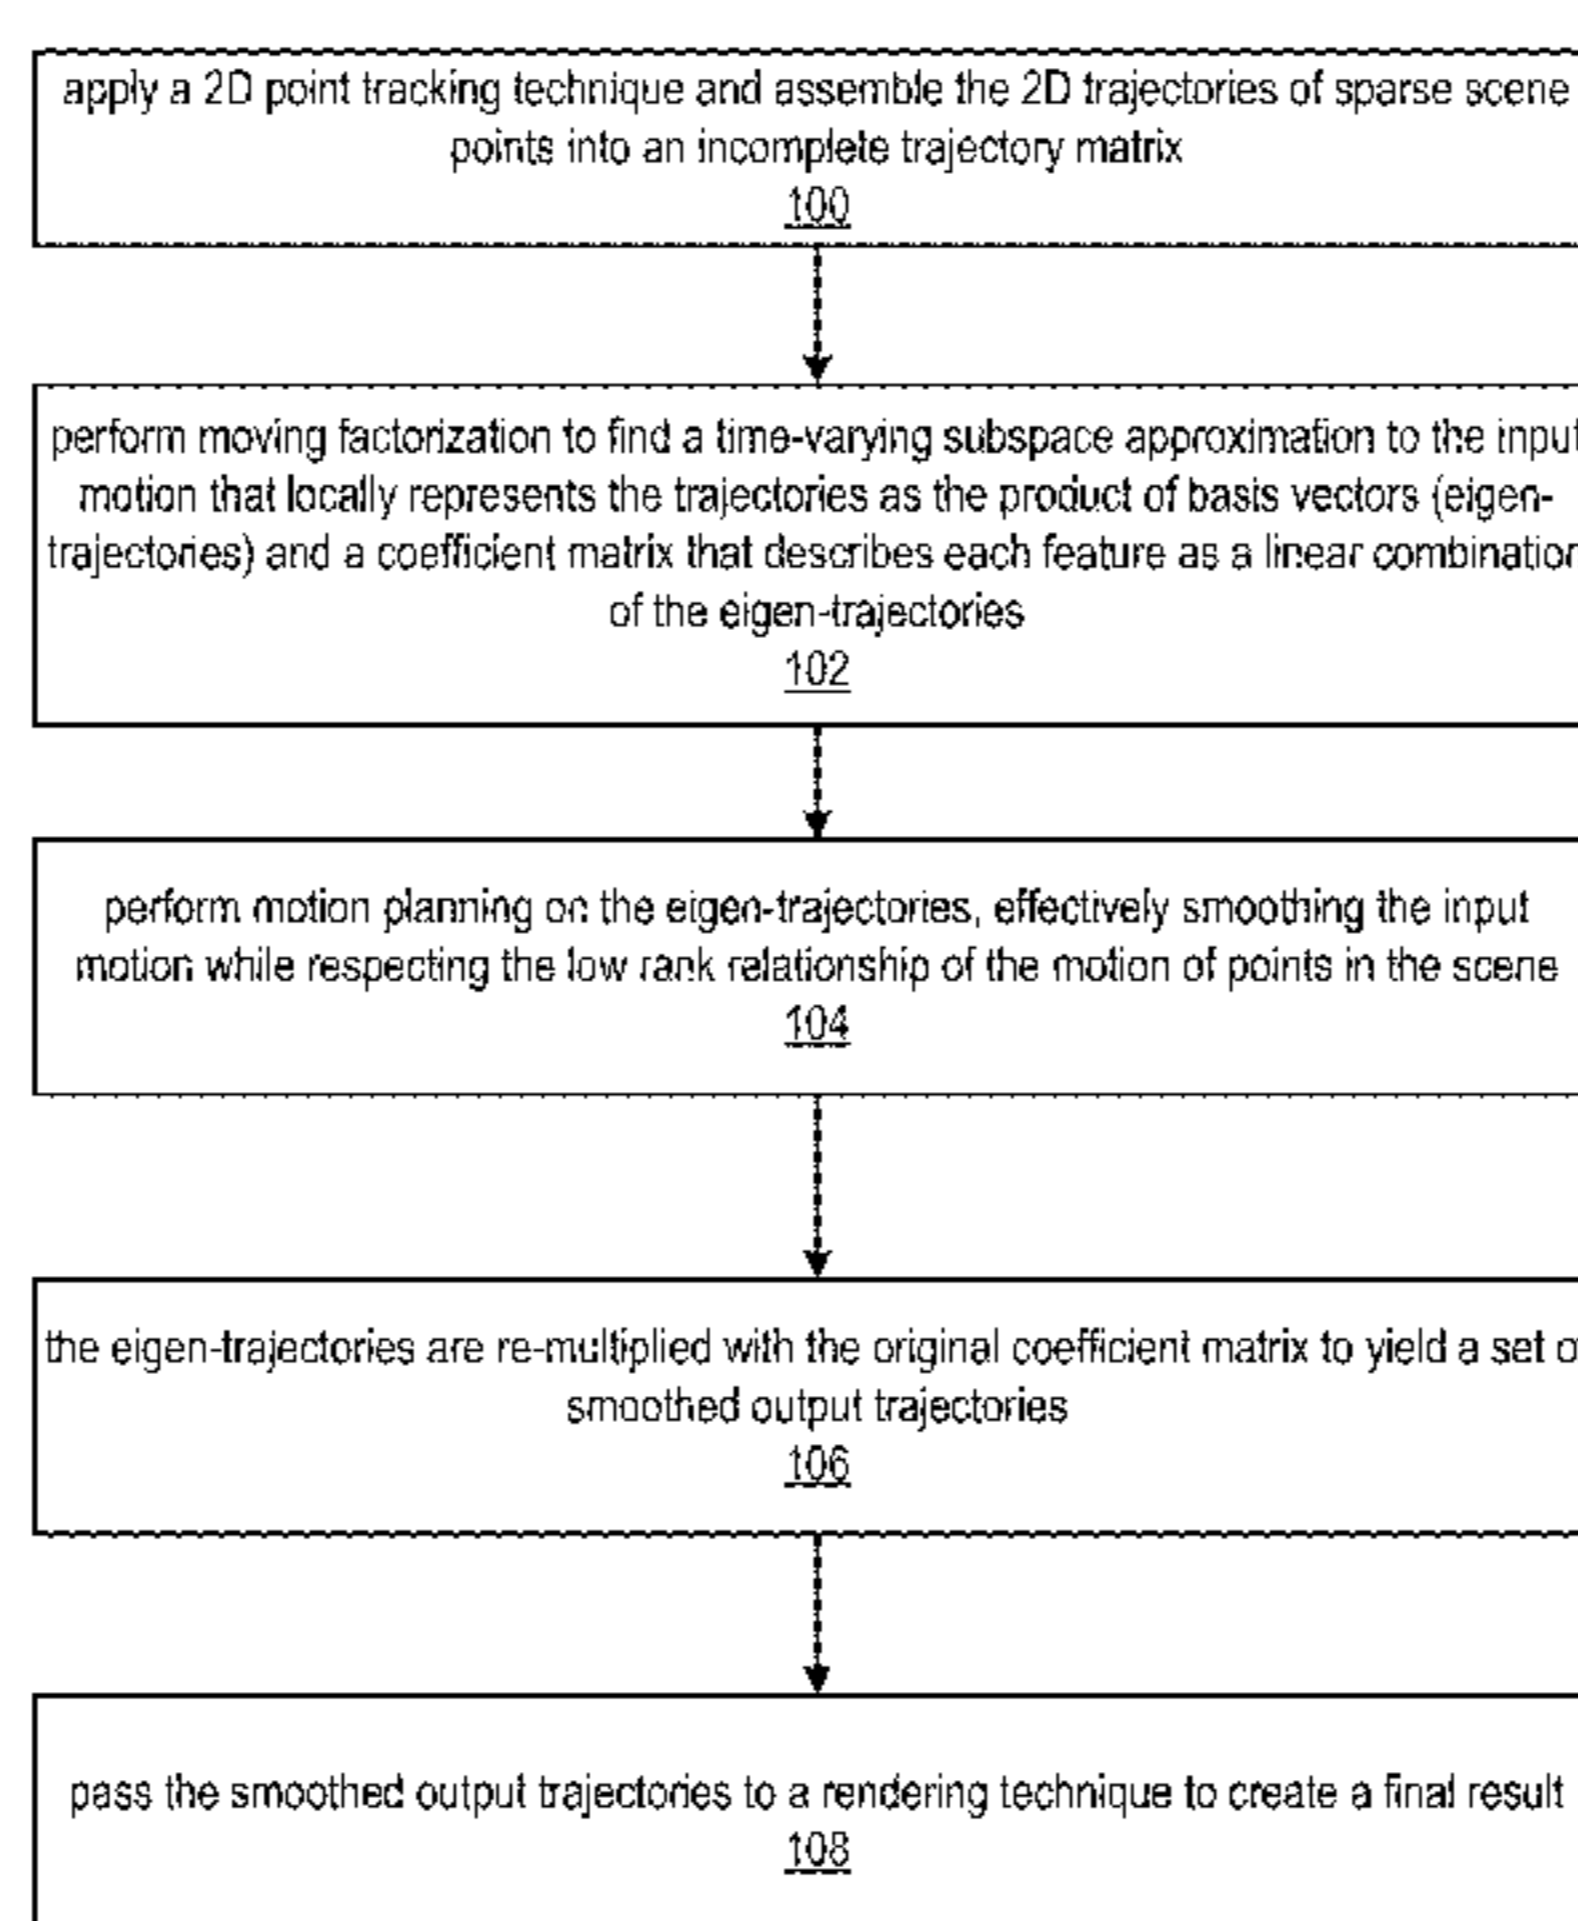 apply a 2D point tracking technique and assemble the 2D trajectories of sparse scene
points into an incomplete trajectory matrix
100
perform moving factorization to find a time-varying subspace approximation to the input
motion that locally represents the trajectories as the product of basis vectors (eigen-
trajectories) and a coefficient matrix that describes each feature as a linear combination
of the eigen-trajectories
102
perform motion planning on the eigen-trajectories, effectively smoothing the input
motion while respecting the low rank relationship of the motion of points in the scene
104
the eigen-trajectories are re-multiplied with the original coefficient matrix to yield a set of
smoothed output trajectories
106
pass the smoothed output trajectories to a rendering technique to create a final result
108